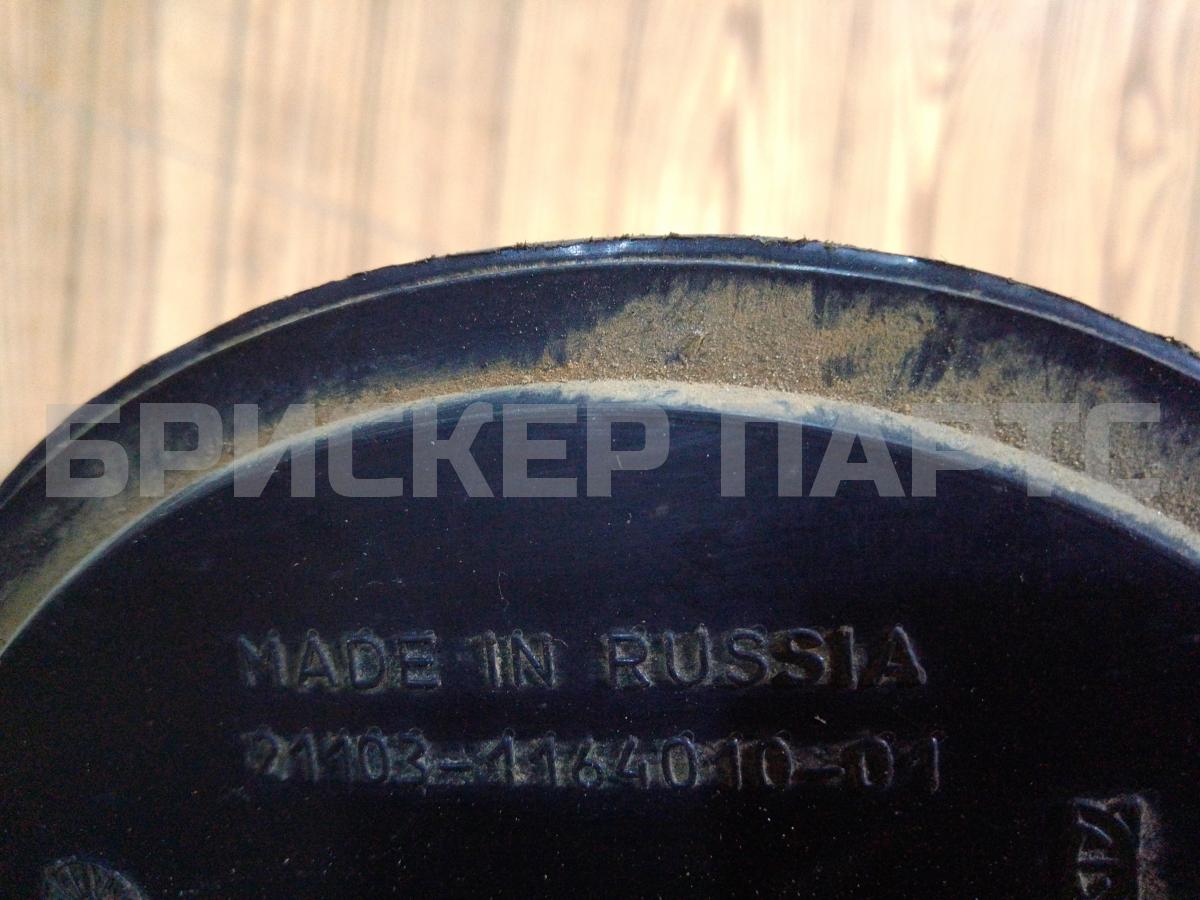 БРИСКЕР ПАРТС
MADE IN RUSSIA
21103-1164010-01